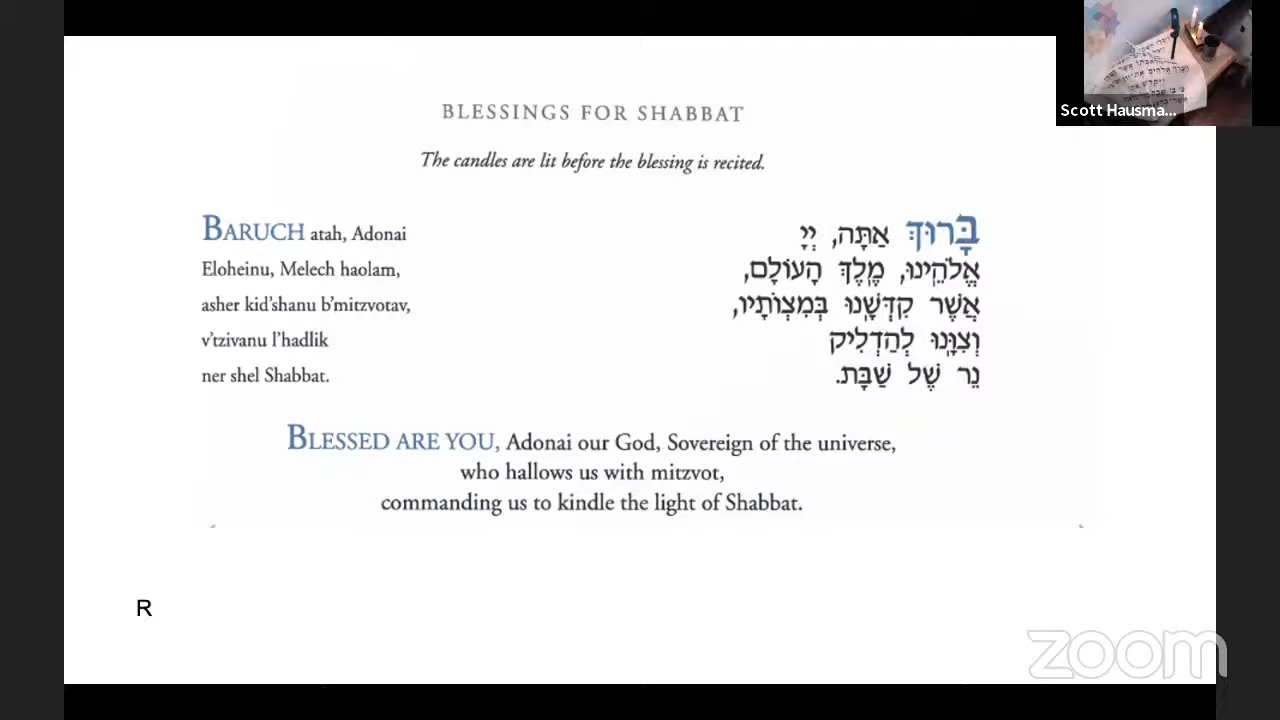 BLESSINGS FOR SHABBAT
The candles are lit before the blessing is recited.
BARUCH atah, Adonai
Eloheinu, Melech haolam,
asher kid'shanu b'mitzvotav,
v'tzivanu l'hadlik
ner shel Shabbat.
בָּרוּךְ אַתָּה, יְיָ
אֱלֹהֵֽינוּ, מֶֽלֶךְ הָעוֹלָם,
אֲשֶׁר קִדְּשָֽׁנוּ בְּמִצְוֹתָיו,
וְצִוָּֽנוּ לְהַדְלִיק
נֵר שֶׁל שַׁבָּת.
BLESSED ARE YOU, Adonai our God, Sovereign of the universe,
who hallows us with mitzvot,
commanding us to kindle the light of Shabbat.
R
Scott Hausma...
zoom